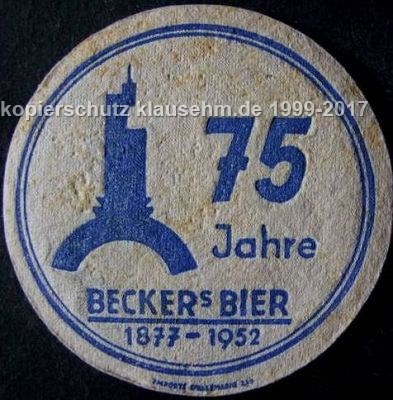 kopierschutz klausehm.de 1999-2017
75
Jahre
BECKERS BIER
1877-1952